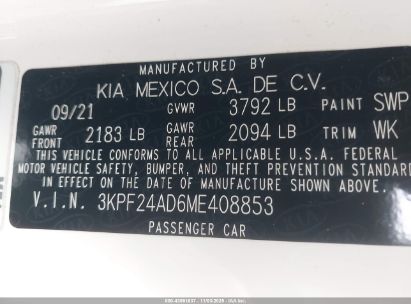 MANUFACTURED BY
KIA MEXICO S.A. DE C.V.
09/21 GVWR 3792 LB PAINT SWP
GAWR FRONT 2183 LB GAWR REAR 2094 LB TRIM WK
THIS VEHICLE CONFORMS TO ALL APPLICABLE U.S.A. FEDERAL
MOTOR VEHICLE SAFETY, BUMPER, AND THEFT PREVENTION STANDARDS
IN EFFECT ON THE DATE OF MANUFACTURE SHOWN ABOVE.
V.I.N. 3KPF24AD6ME408853
PASSENGER CAR